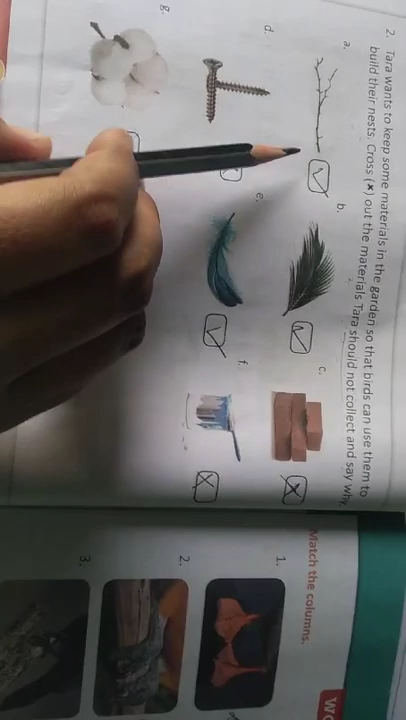 2. Tara wants to keep some materials in the garden so that birds can use them to
build their nests. Cross (✗) out the materials Tara should not collect and say why.
a.
b.
c.
d.
e.
f.
g.
Match the columns.
1.
2.
3.